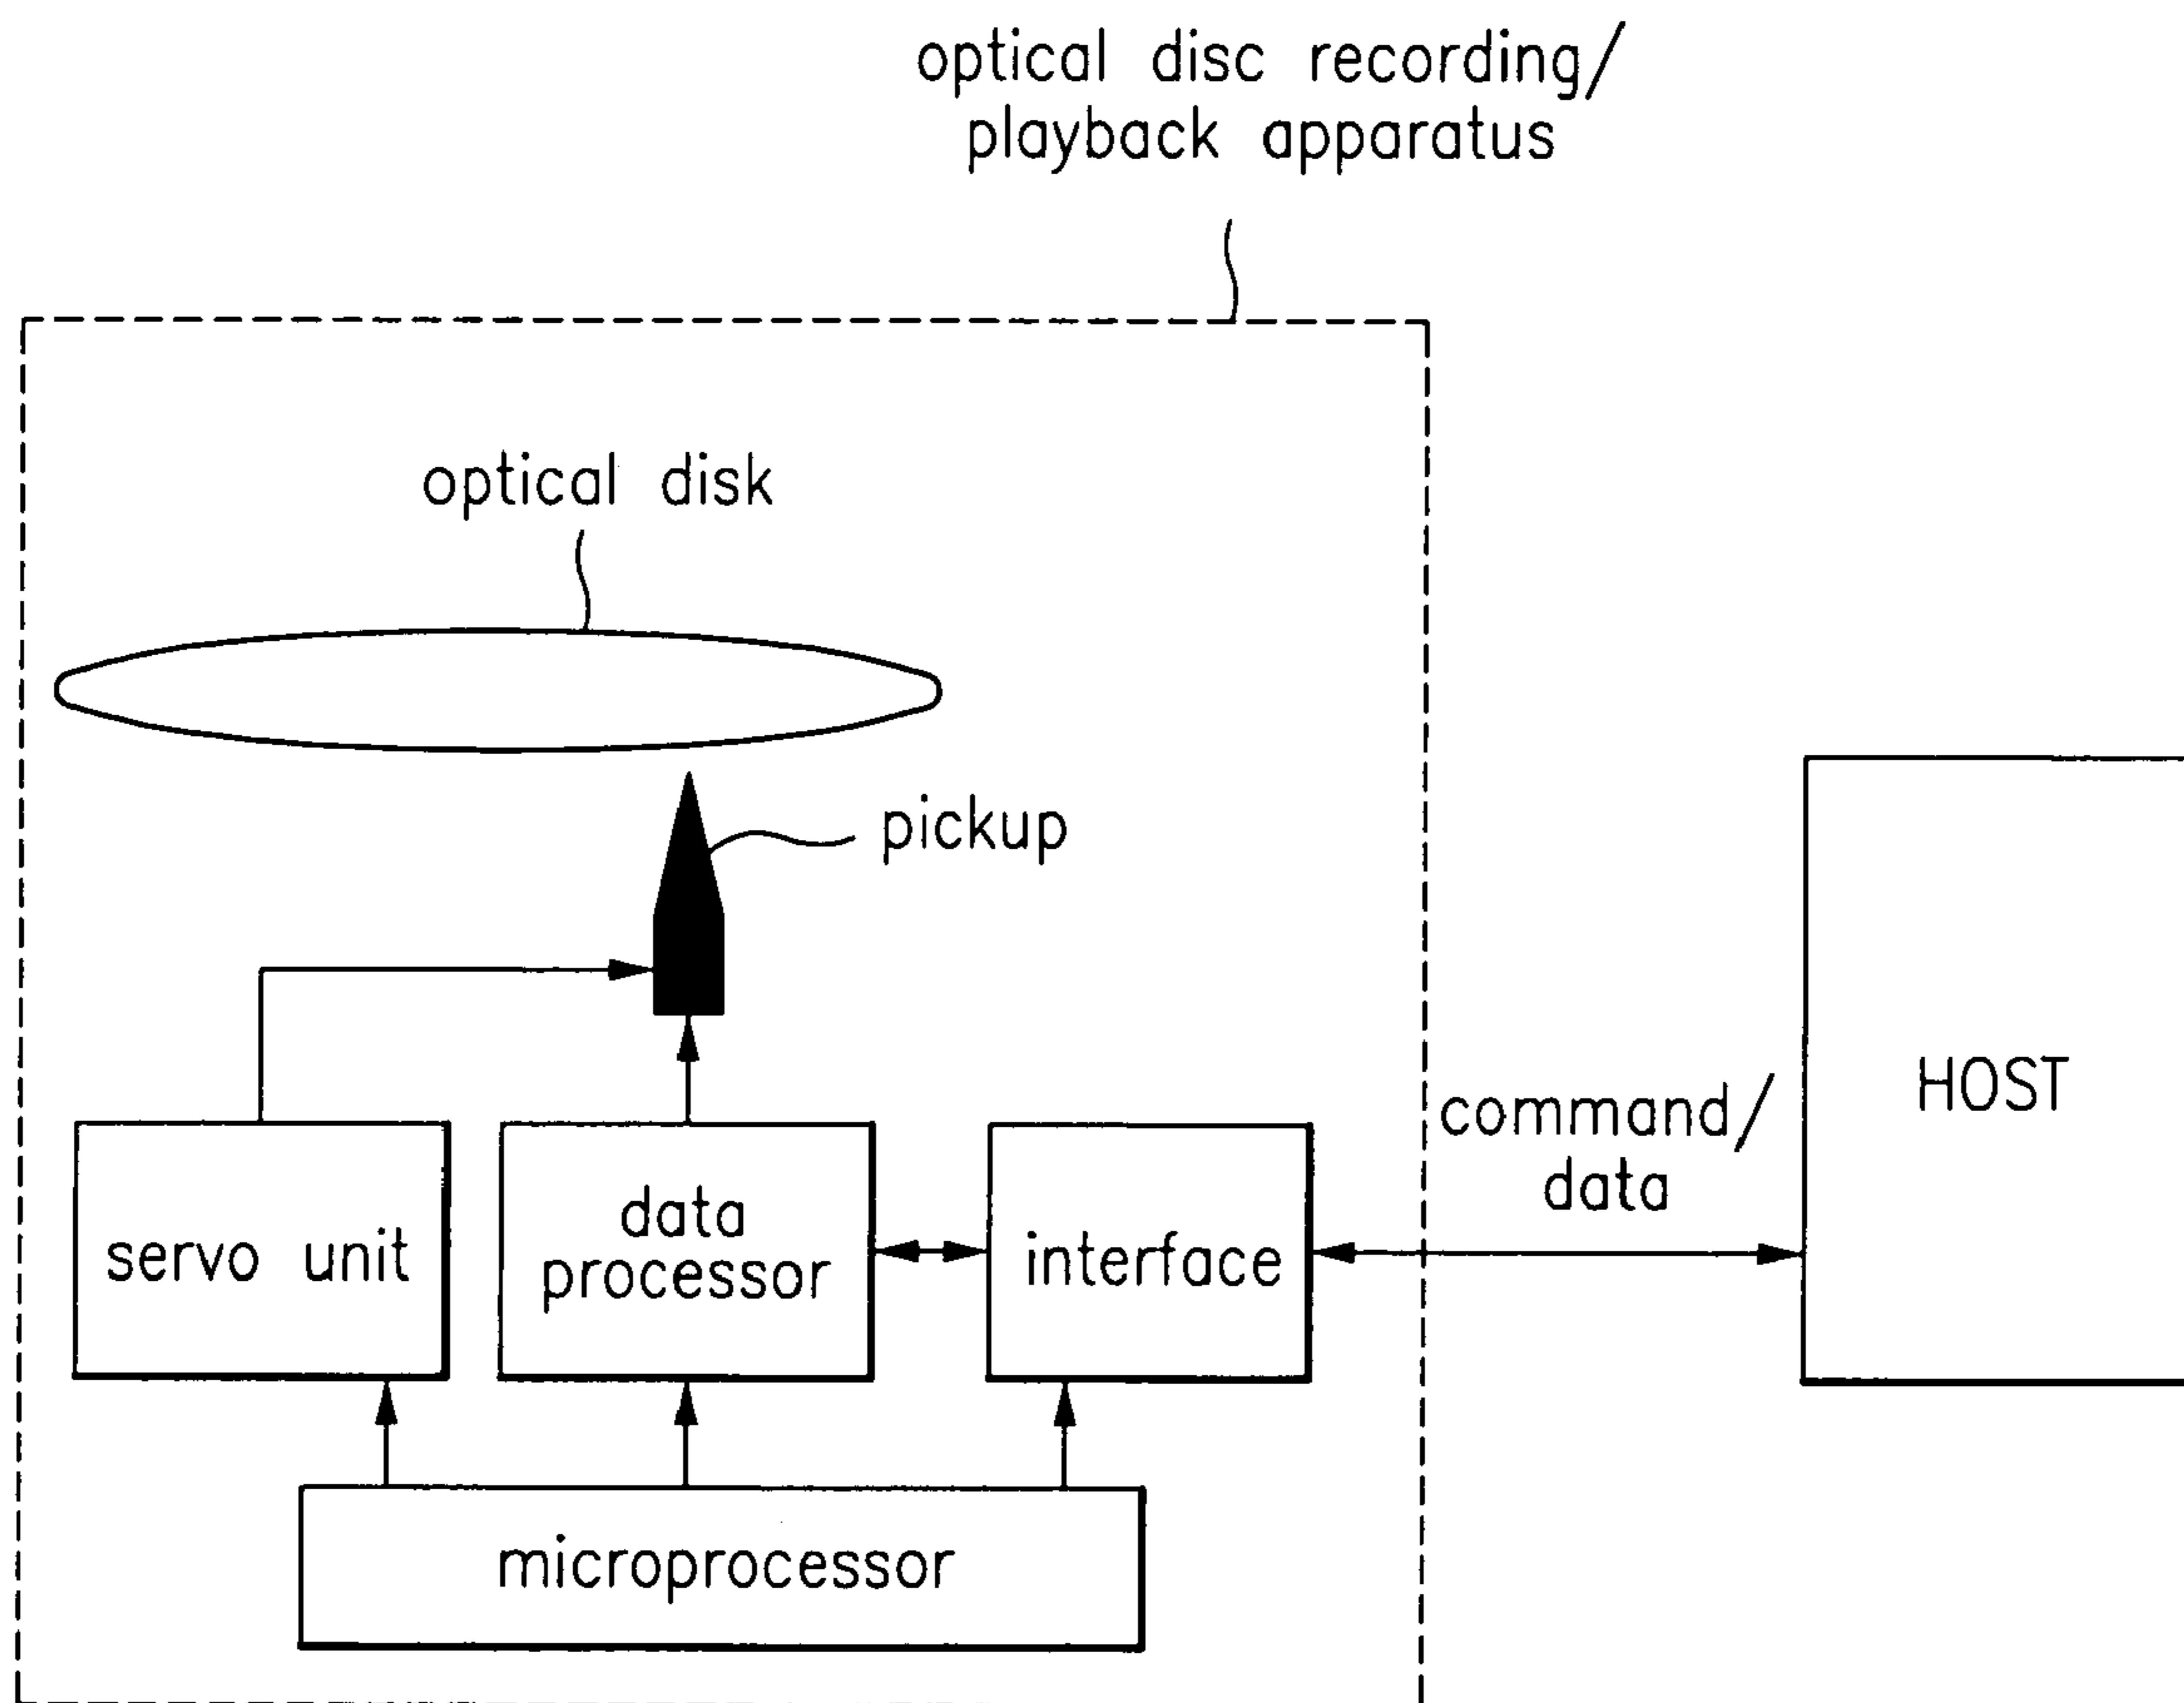 optical disc recording/
playback apparatus
optical disk
pickup
HOST
command/
data
servo unit
data
processor
interface
microprocessor